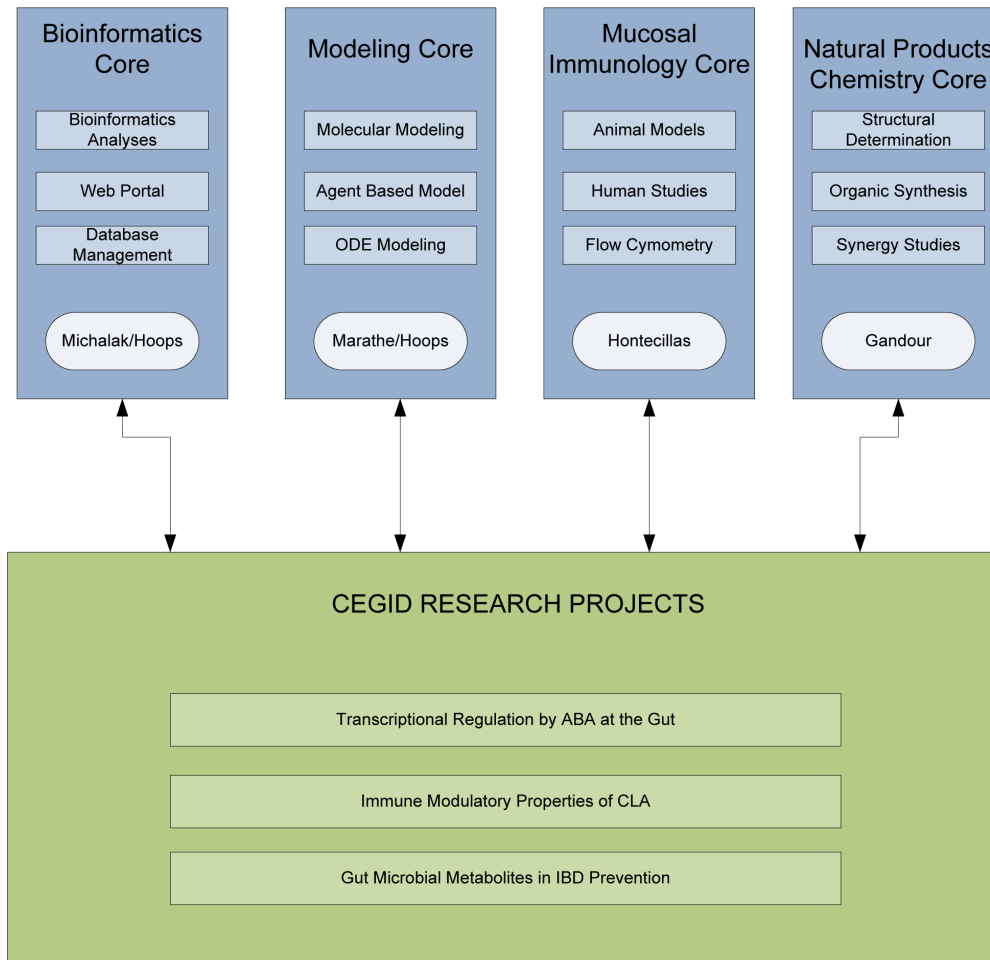 Bioinformatics
Core
Bioinformatics
Analyses
Web Portal
Database
Management
Michalak/Hoops
Modeling Core
Molecular Modeling
Agent Based Model
ODE Modeling
Marathe/Hoops
Mucosal
Immunology Core
Animal Models
Human Studies
Flow Cymometry
Hontecillas
Natural Products
Chemistry Core
Structural
Determination
Organic Synthesis
Synergy Studies
Gandour
CEGID RESEARCH PROJECTS
Transcriptional Regulation by ABA at the Gut
Immune Modulatory Properties of CLA
Gut Microbial Metabolites in IBD Prevention